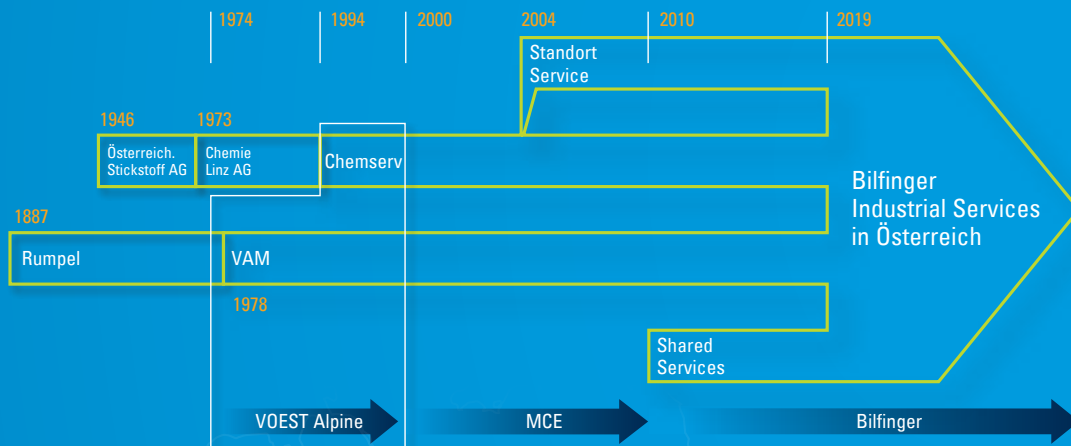 1974
1994
2000
2004
2010
2019
Standort
Service
1946
1973
Österreich.
Stickstoff AG
Chemie
Linz AG
Chemserv
Bilfinger
Industrial Services
in Österreich
1887
Rumpel
VAM
1978
Shared
Services
VOEST Alpine
MCE
Bilfinger